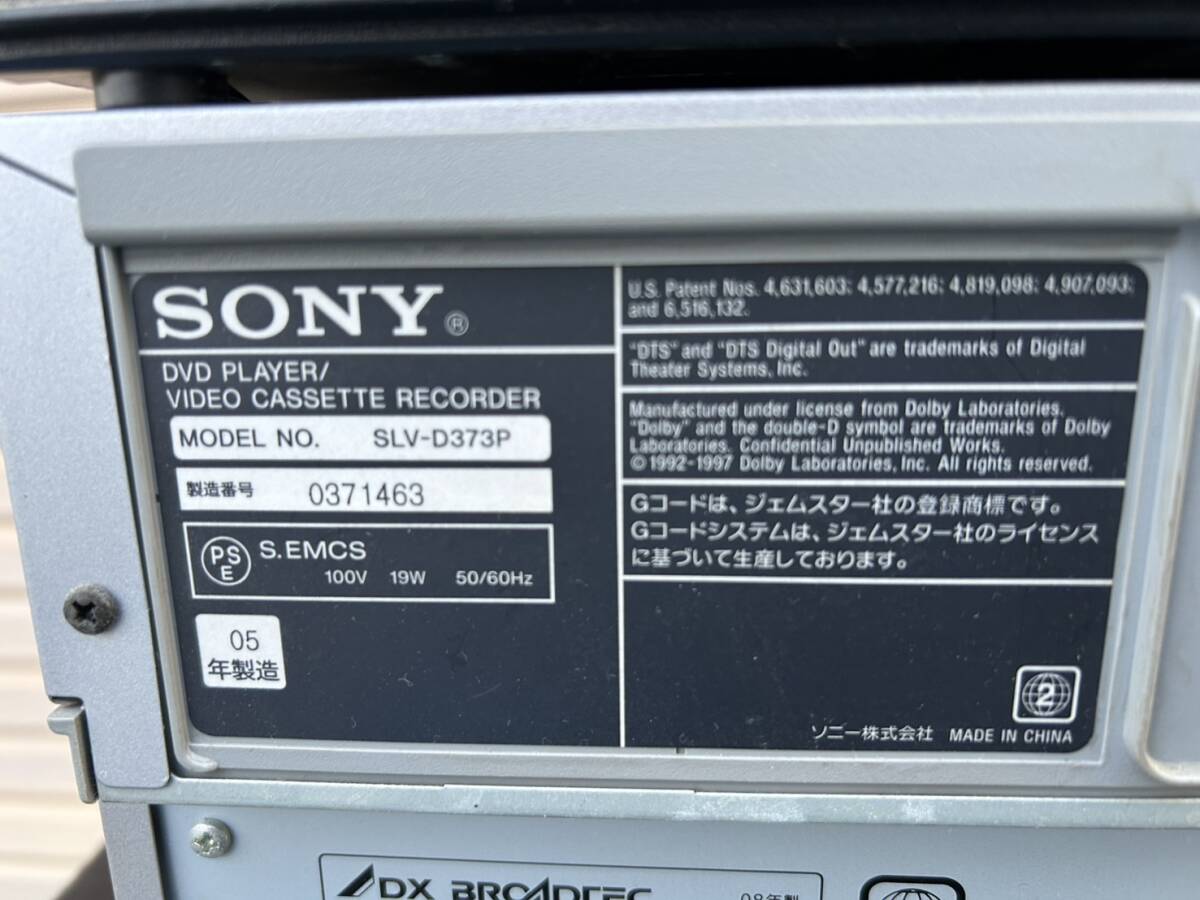 SONY®
DVD PLAYER/
VIDEO CASSETTE RECORDER
MODEL NO. SLV-D373P
製造番号 0371463
PS
E
S.EMCS
100V 19W 50/60Hz
05
年製造
U.S. Patent Nos. 4,631,603; 4,577,216; 4,819,098; 4,907,093;
and 6,516,132.
"DTS" and "DTS Digital Out" are trademarks of Digital
Theater Systems, Inc.
Manufactured under license from Dolby Laboratories.
"Dolby" and the double-D symbol are trademarks of Dolby
Laboratories. Confidential Unpublished Works.
©1992-1997 Dolby Laboratories, Inc. All rights reserved.
Gコードは、ジェムスター社の登録商標です。
Gコードシステムは、ジェムスター社のライセンス
に基づいて生産しております。
2
ソニー株式会社 MADE IN CHINA
DX BROADTEC
08年製